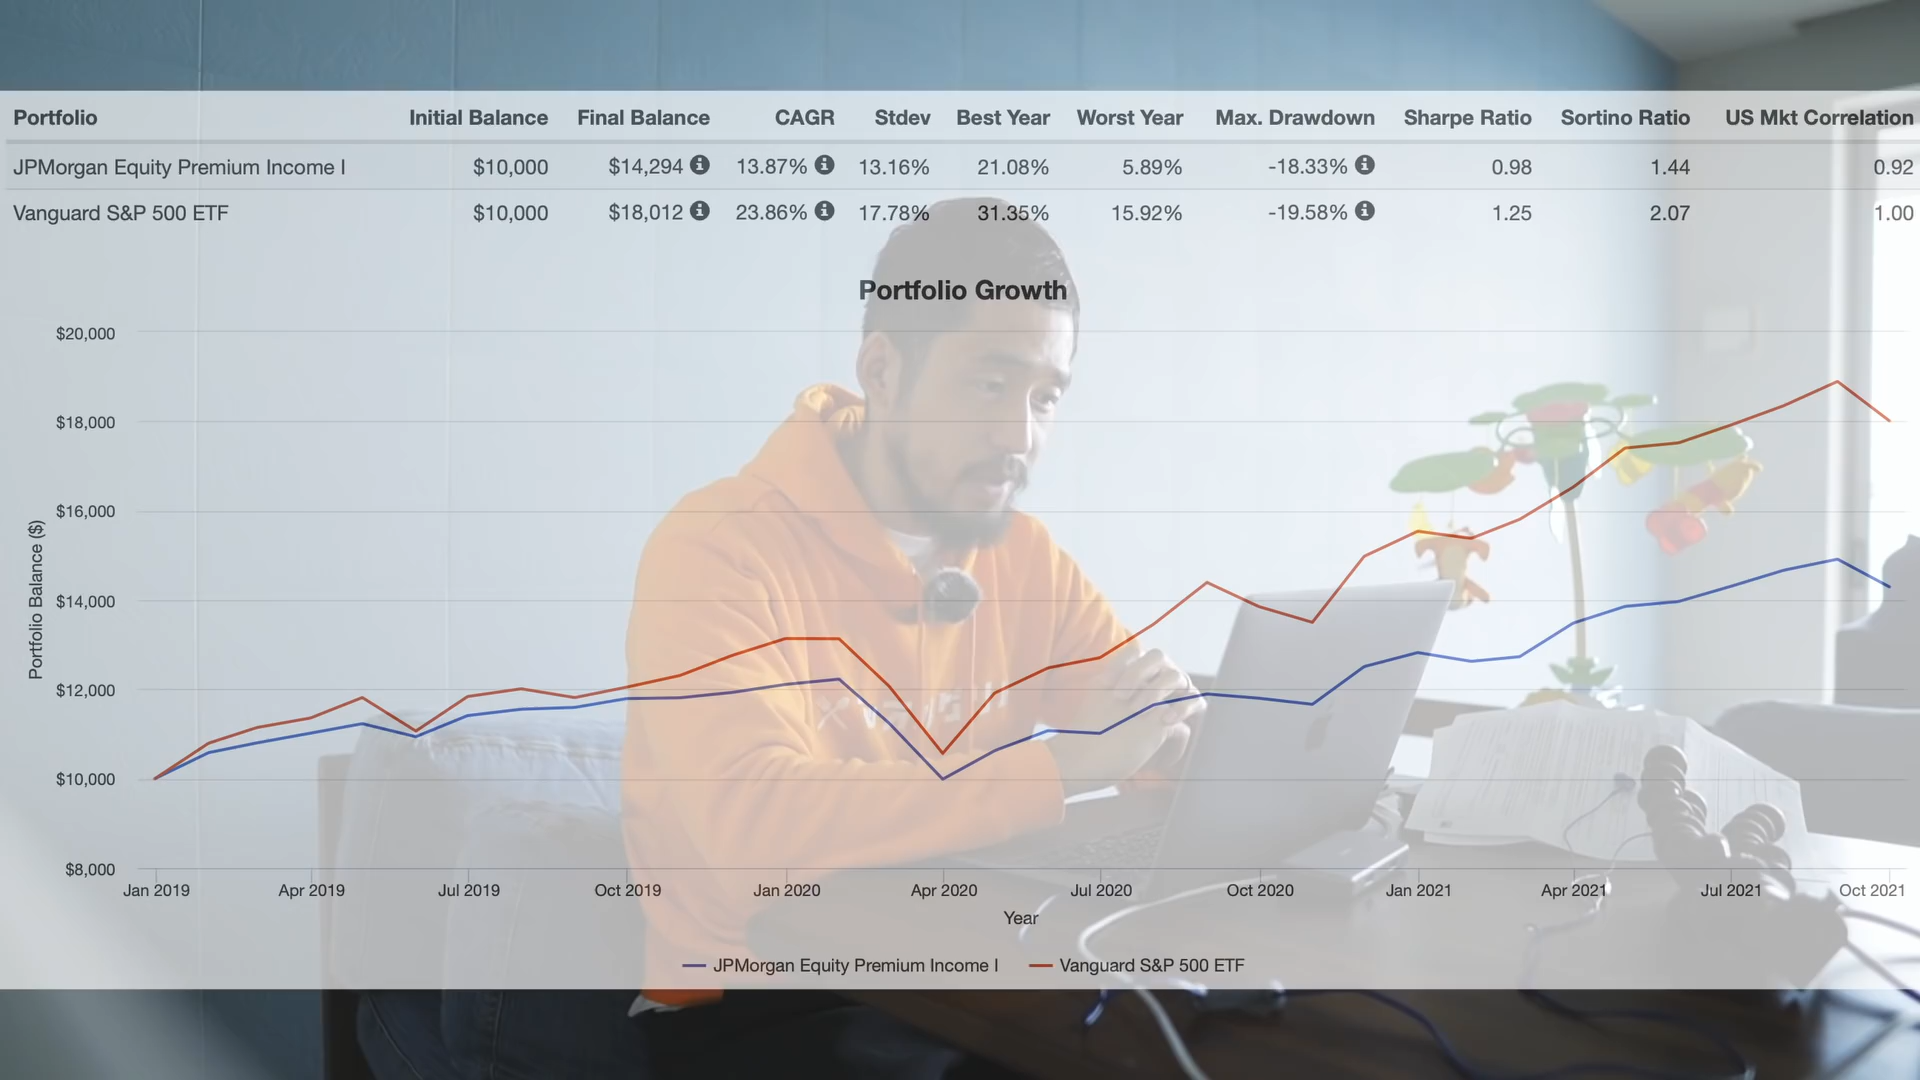 Portfolio Initial Balance Final Balance CAGR Stdev Best Year Worst Year Max. Drawdown Sharpe Ratio Sortino Ratio US Mkt Correlation
JPMorgan Equity Premium Income I $10,000 $14,294 13.87% 13.16% 21.08% 5.89% -18.33% 0.98 1.44 0.92
Vanguard S&P 500 ETF $10,000 $18,012 23.86% 17.78% 31.35% 15.92% -19.58% 1.25 2.07 1.00
Portfolio Growth
$20,000
$18,000
$16,000
$14,000
$12,000
$10,000
$8,000
Portfolio Balance ($)
Jan 2019 Apr 2019 Jul 2019 Oct 2019 Jan 2020 Apr 2020 Jul 2020 Oct 2020 Jan 2021 Apr 2021 Jul 2021 Oct 2021
Year
JPMorgan Equity Premium Income I Vanguard S&P 500 ETF